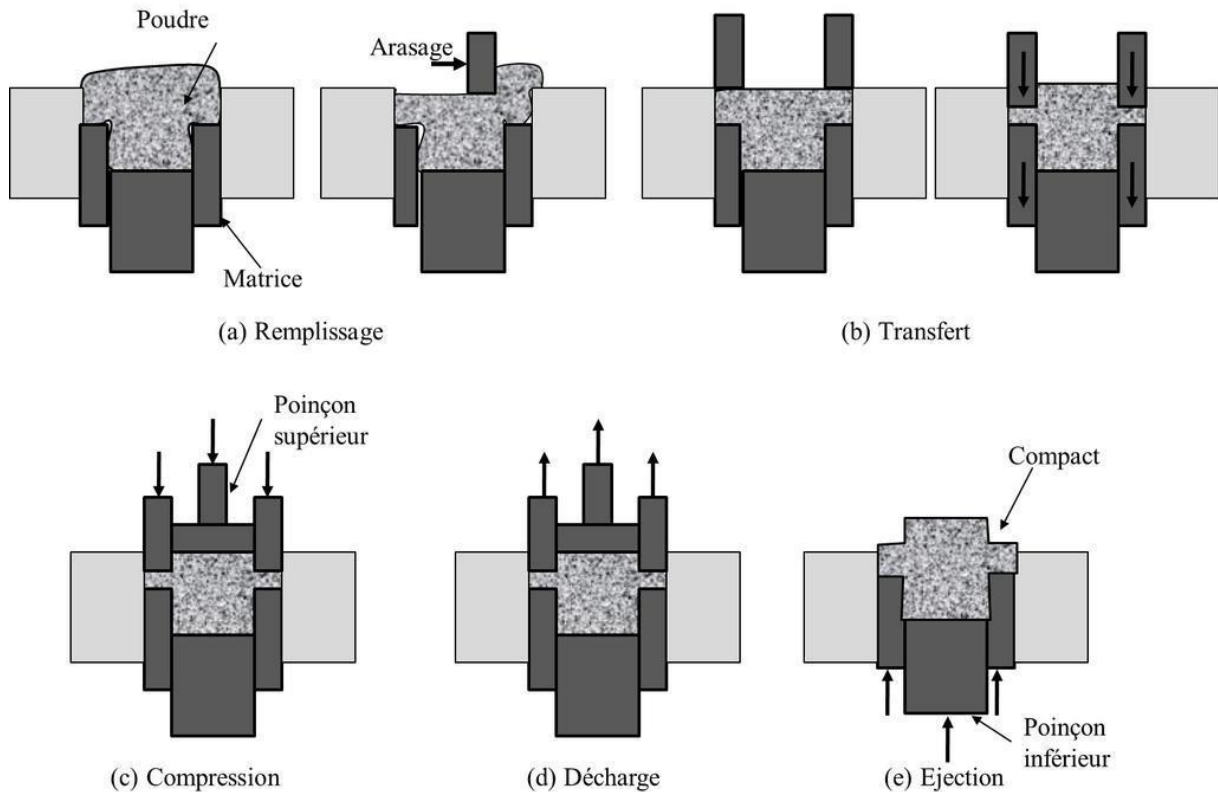 Poudre
Arasage
Matrice
(a) Remplissage
(b) Transfert
Poinçon
supérieur
Compact
Poinçon
inférieur
(c) Compression
(d) Décharge
(e) Ejection